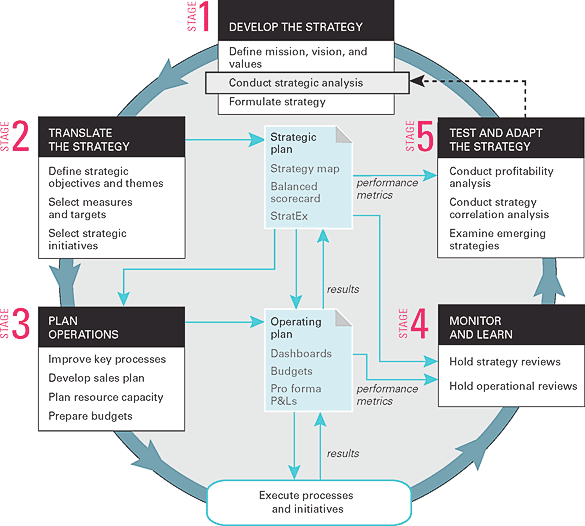 STAGE 1
DEVELOP THE STRATEGY
Define mission, vision, and
values
Conduct strategic analysis
Formulate strategy
STAGE 2
TRANSLATE
THE STRATEGY
Define strategic
objectives and themes
Select measures
and targets
Select strategic
initiatives
Strategic
plan
Strategy map
Balanced
scorecard
StratEx
performance
metrics
STAGE 5
TEST AND ADAPT
THE STRATEGY
Conduct profitability
analysis
Conduct strategy
correlation analysis
Examine emerging
strategies
results
STAGE 3
PLAN
OPERATIONS
Improve key processes
Develop sales plan
Plan resource capacity
Prepare budgets
Operating
plan
Dashboards
Budgets
Pro forma
P&Ls
performance
metrics
STAGE 4
MONITOR
AND LEARN
Hold strategy reviews
Hold operational reviews
results
Execute processes
and initiatives